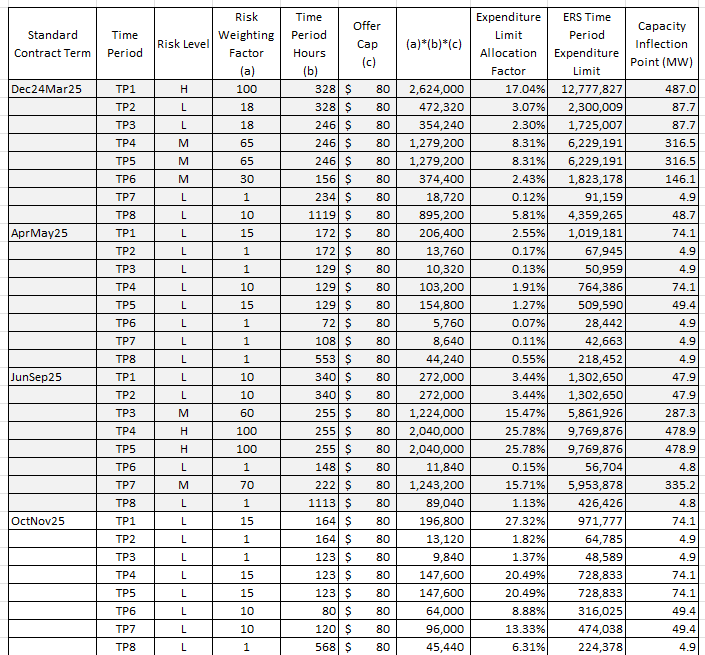 Standard Contract Term | Time Period | Risk Level | Risk Weighting Factor (a) | Time Period Hours (b) | Offer Cap (c) | (a)*(b)*(c) | Expenditure Limit Allocation Factor | ERS Time Period Expenditure Limit | Capacity Inflection Point (MW)
Dec24Mar25 TP1 H 100 328 $ 80 2,624,000 17.04% 12,777,827 487.0
TP2 L 18 328 $ 80 472,320 3.07% 2,300,009 87.7
TP3 L 18 246 $ 80 354,240 2.30% 1,725,007 87.7
TP4 M 65 246 $ 80 1,279,200 8.31% 6,229,191 316.5
TP5 M 65 246 $ 80 1,279,200 8.31% 6,229,191 316.5
TP6 M 30 156 $ 80 374,400 2.43% 1,823,178 146.1
TP7 L 1 234 $ 80 18,720 0.12% 91,159 4.9
TP8 L 10 1119 $ 80 895,200 5.81% 4,359,265 48.7
AprMay25 TP1 L 15 172 $ 80 206,400 2.55% 1,019,181 74.1
TP2 L 1 172 $ 80 13,760 0.17% 67,945 4.9
TP3 L 1 129 $ 80 10,320 0.13% 50,959 4.9
TP4 L 10 129 $ 80 103,200 1.91% 764,386 74.1
TP5 L 15 129 $ 80 154,800 1.27% 509,590 49.4
TP6 L 1 72 $ 80 5,760 0.07% 28,442 4.9
TP7 L 1 108 $ 80 8,640 0.11% 42,663 4.9
TP8 L 1 553 $ 80 44,240 0.55% 218,452 4.9
JunSep25 TP1 L 10 340 $ 80 272,000 3.44% 1,302,650 47.9
TP2 L 10 340 $ 80 272,000 3.44% 1,302,650 47.9
TP3 M 60 255 $ 80 1,224,000 15.47% 5,861,926 287.3
TP4 H 100 255 $ 80 2,040,000 25.78% 9,769,876 478.9
TP5 H 100 255 $ 80 2,040,000 25.78% 9,769,876 478.9
TP6 L 1 148 $ 80 11,840 0.15% 56,704 4.8
TP7 M 70 222 $ 80 1,243,200 15.71% 5,953,878 335.2
TP8 L 1 1113 $ 80 89,040 1.13% 426,426 4.8
OctNov25 TP1 L 15 164 $ 80 196,800 27.32% 971,777 74.1
TP2 L 1 164 $ 80 13,120 1.82% 64,785 4.9
TP3 L 1 123 $ 80 9,840 1.37% 48,589 4.9
TP4 L 15 123 $ 80 147,600 20.49% 728,833 74.1
TP5 L 15 123 $ 80 147,600 20.49% 728,833 74.1
TP6 L 10 80 $ 80 64,000 8.88% 316,025 49.4
TP7 L 10 120 $ 80 96,000 13.33% 474,038 49.4
TP8 L 1 568 $ 80 45,440 6.31% 224,378 4.9